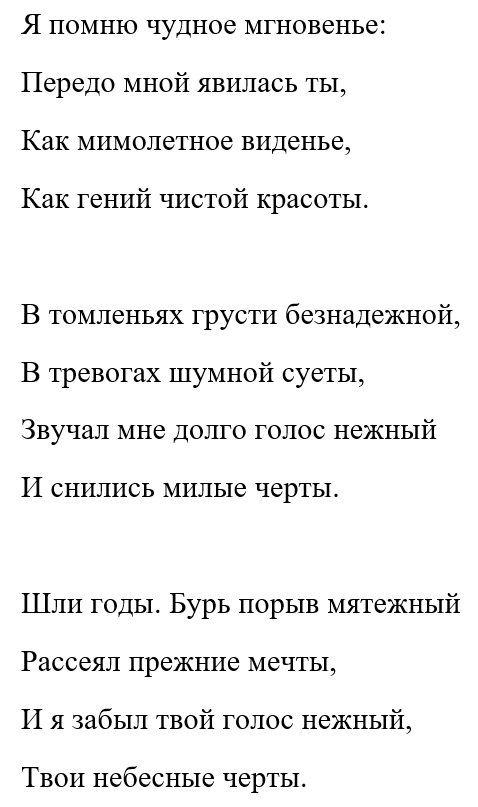 Я помню чудное мгновенье:
Передо мной явилась ты,
Как мимолетное виденье,
Как гений чистой красоты.

В томленьях грусти безнадежной,
В тревогах шумной суеты,
Звучал мне долго голос нежный
И снились милые черты.

Шли годы. Бурь порыв мятежный
Рассеял прежние мечты,
И я забыл твой голос нежный,
Твои небесные черты.